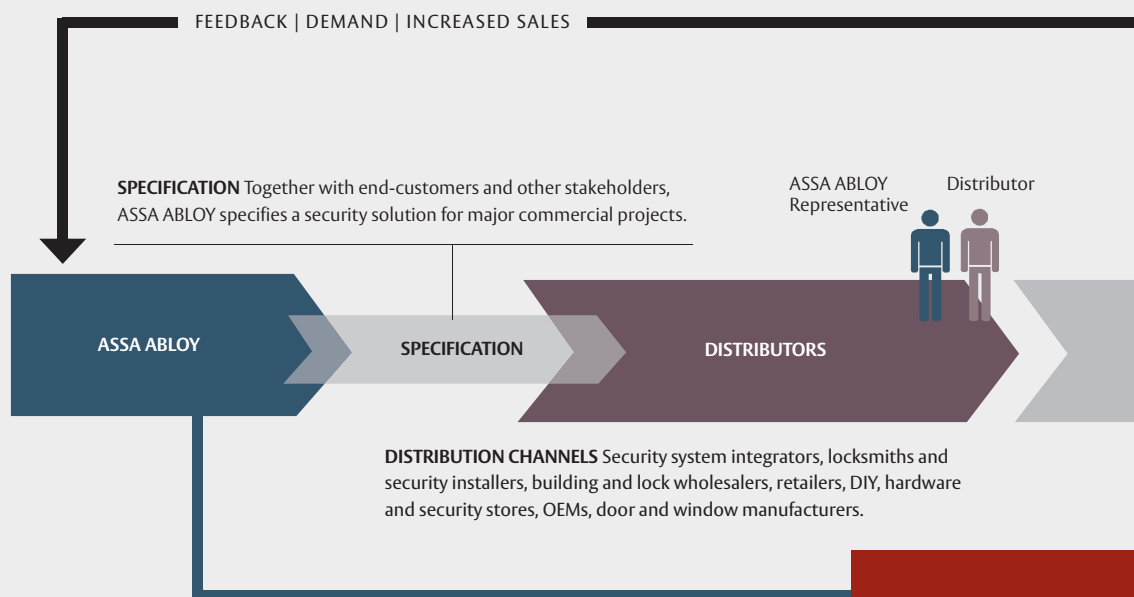 FEEDBACK | DEMAND | INCREASED SALES
SPECIFICATION Together with end-customers and other stakeholders,
ASSA ABLOY specifies a security solution for major commercial projects.
ASSA ABLOY
Representative
Distributor
ASSA ABLOY
SPECIFICATION
DISTRIBUTORS
DISTRIBUTION CHANNELS Security system integrators, locksmiths and
security installers, building and lock wholesalers, retailers, DIY, hardware
and security stores, OEMs, door and window manufacturers.